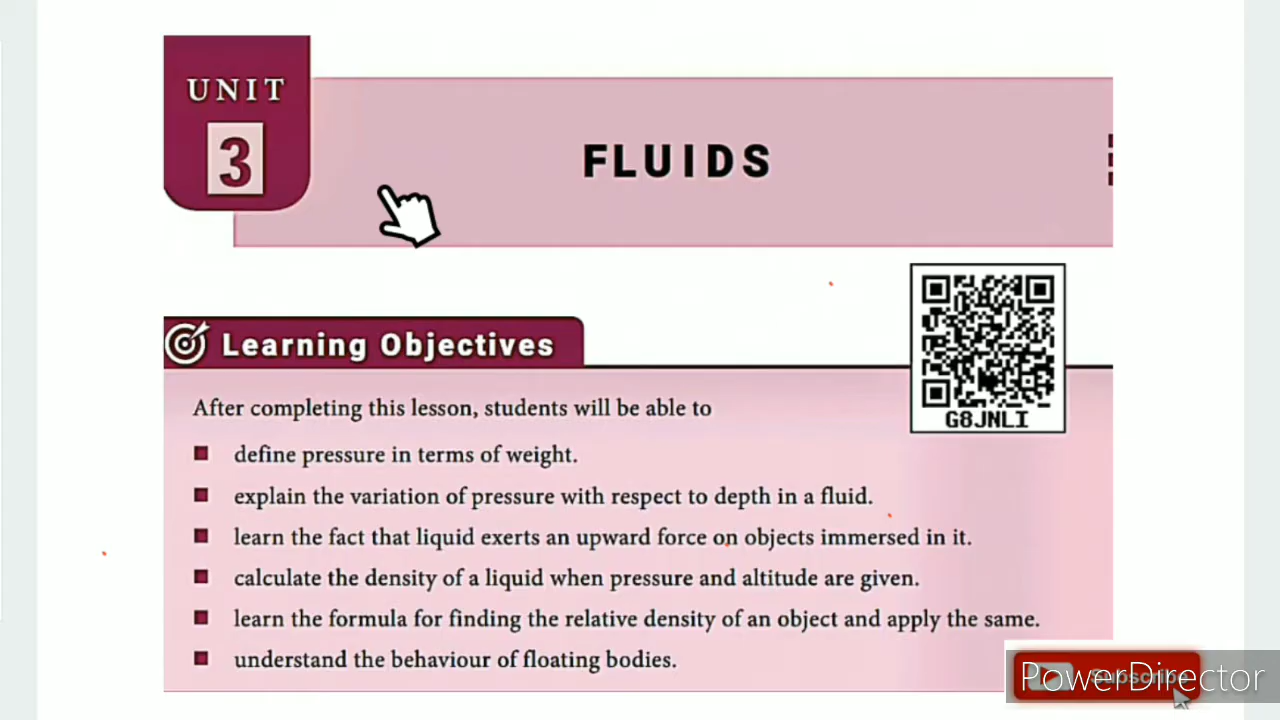 UNIT
3
FLUIDS
G8JNLI
Learning Objectives
After completing this lesson, students will be able to
define pressure in terms of weight.
explain the variation of pressure with respect to depth in a fluid.
learn the fact that liquid exerts an upward force on objects immersed in it.
calculate the density of a liquid when pressure and altitude are given.
learn the formula for finding the relative density of an object and apply the same.
understand the behaviour of floating bodies.
Subscribe
PowerDirector